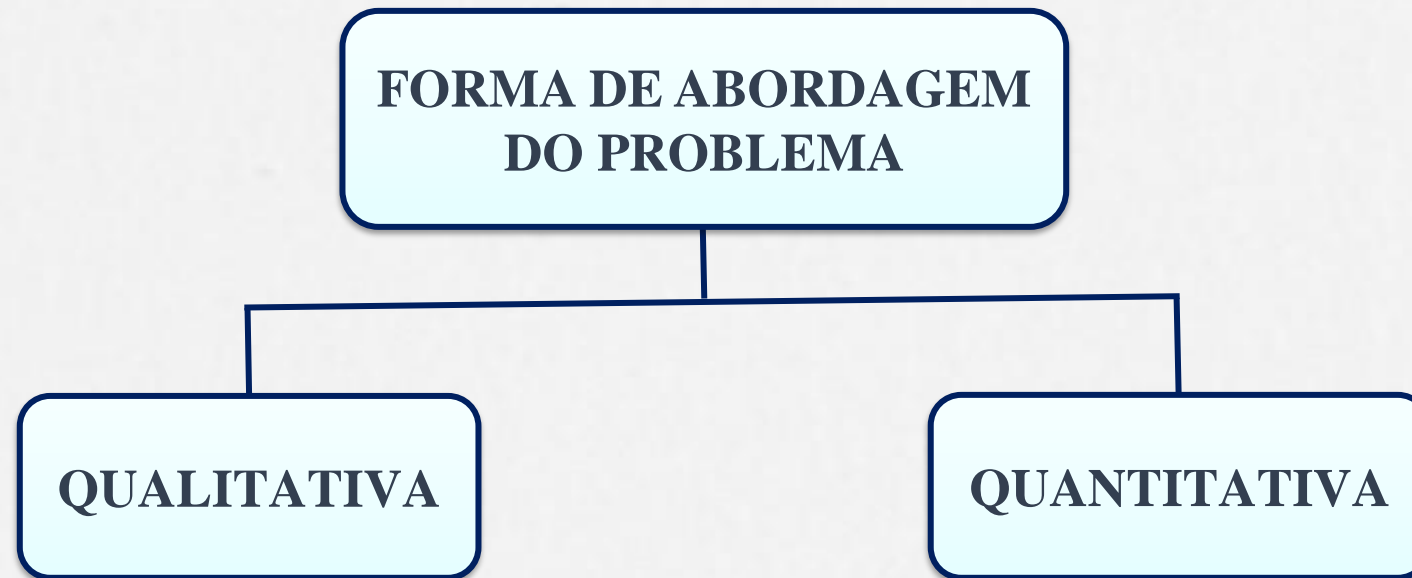 FORMA DE ABORDAGEM
DO PROBLEMA
QUALITATIVA
QUANTITATIVA